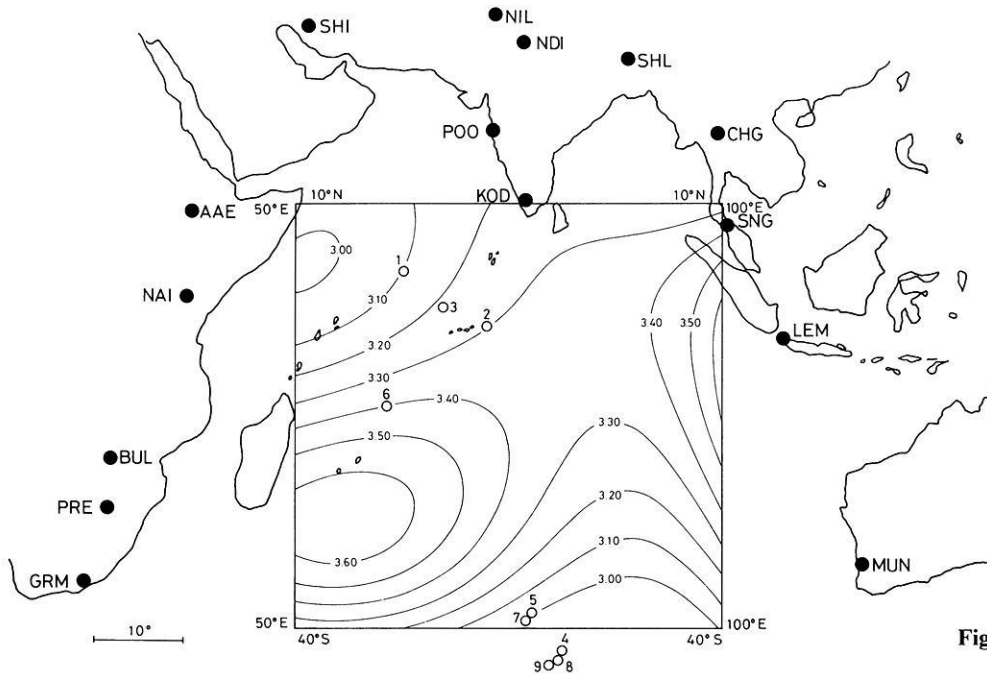 SHI
NIL
NDI
SHL
POO
CHG
KOD
10°N
10°N
50°E
100°E
AAE
SNG
3.00
1
NAI
3.10
3
2
3.20
3.40
3.50
LEM
3.30
6
3.40
3.30
3.50
BUL
3.20
PRE
3.10
3.60
3.00
MUN
GRM
5
7
50°E
100°E
10°
40°S
40°S
4
9
8
Fig